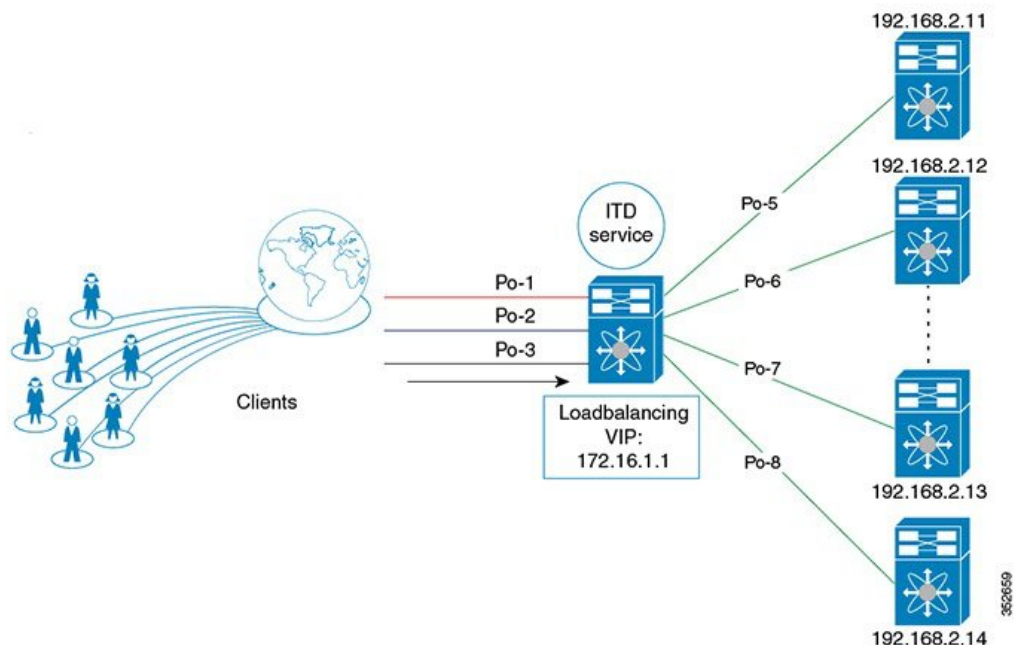 192.168.2.11
192.168.2.12
Po-5
ITD
service
Po-6
Po-1
Po-2
Po-3
Po-7
Clients
Loadbalancing
VIP:
172.16.1.1
Po-8
192.168.2.13
192.168.2.14
352659